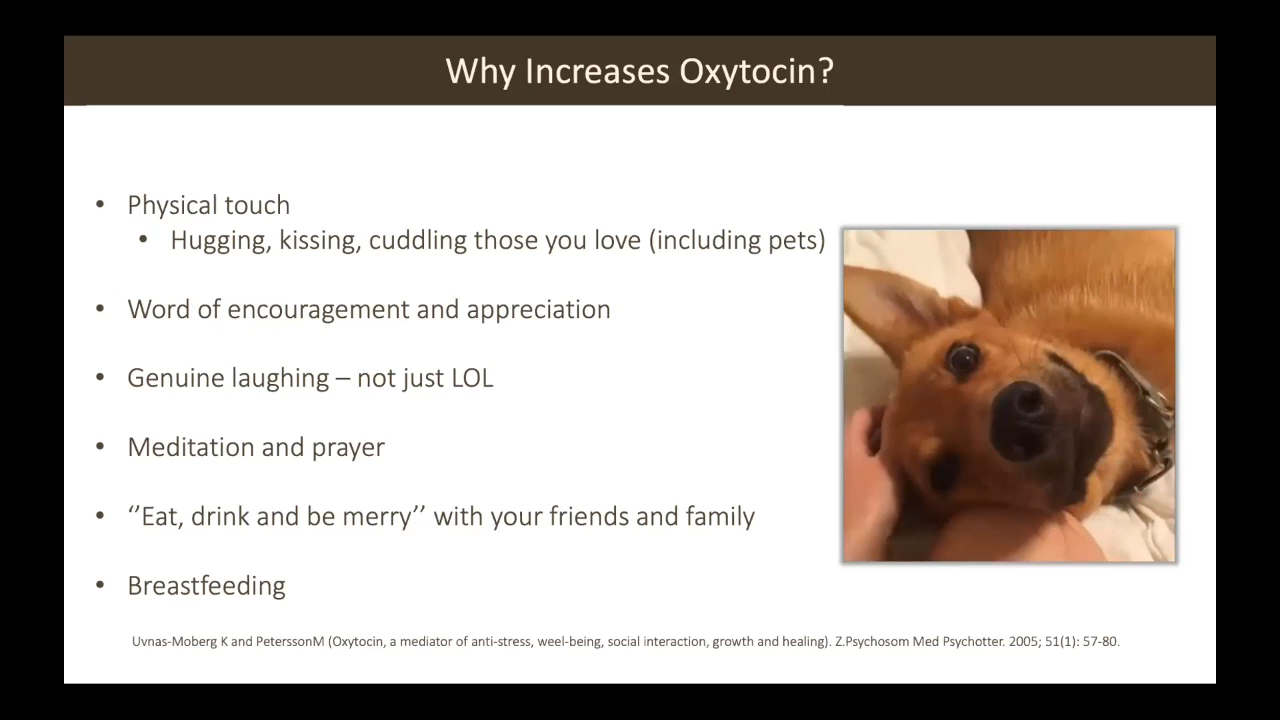 Why Increases Oxytocin?
• Physical touch
• Hugging, kissing, cuddling those you love (including pets)
• Word of encouragement and appreciation
• Genuine laughing – not just LOL
• Meditation and prayer
• ‘’Eat, drink and be merry’’ with your friends and family
• Breastfeeding
Uvnas-Moberg K and PeterssonM (Oxytocin, a mediator of anti-stress, weel-being, social interaction, growth and healing). Z.Psychosom Med Psychotter. 2005; 51(1): 57-80.